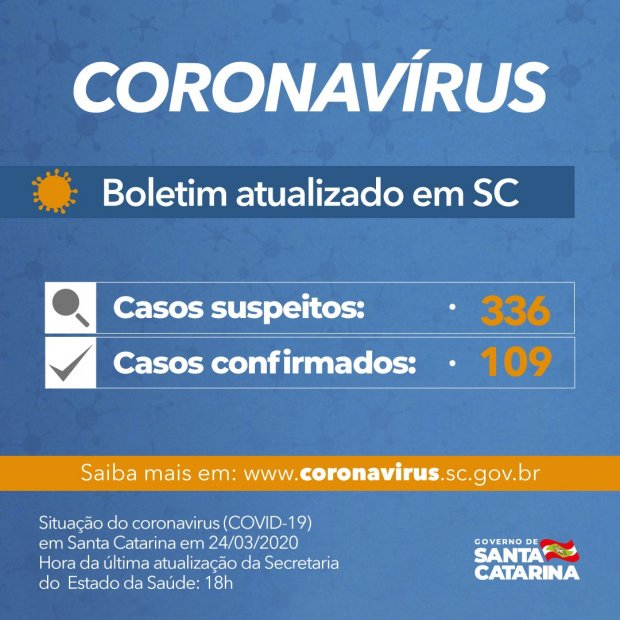 CORONAVÍRUS
Boletim atualizado em SC
Casos suspeitos: · 336
Casos confirmados: · 109
Saiba mais em: www.coronavirus.sc.gov.br
Situação do coronavirus (COVID-19)
em Santa Catarina em 24/03/2020
Hora da última atualização da Secretaria
do Estado da Saúde: 18h
GOVERNO DE
SANTA
CATARINA